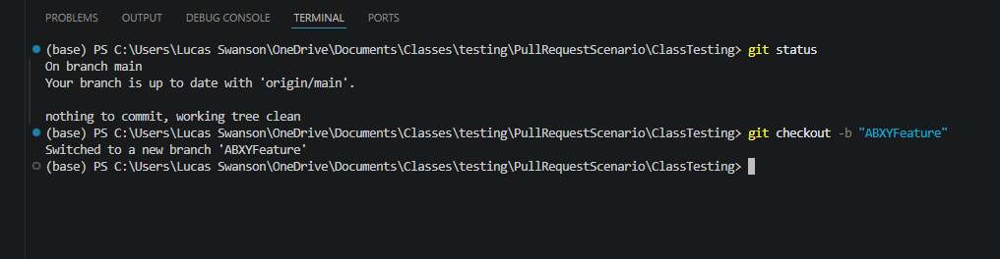 PROBLEMS OUTPUT DEBUG CONSOLE TERMINAL PORTS
(base) PS C:\Users\Lucas Swanson\OneDrive\Documents\Classes\testing\PullRequestScenario\ClassTesting> git status
On branch main
Your branch is up to date with 'origin/main'.
nothing to commit, working tree clean
(base) PS C:\Users\Lucas Swanson\OneDrive\Documents\Classes\testing\PullRequestScenario\ClassTesting> git checkout -b "ABXYFeature"
Switched to a new branch 'ABXYFeature'
(base) PS C:\Users\Lucas Swanson\OneDrive\Documents\Classes\testing\PullRequestScenario\ClassTesting>